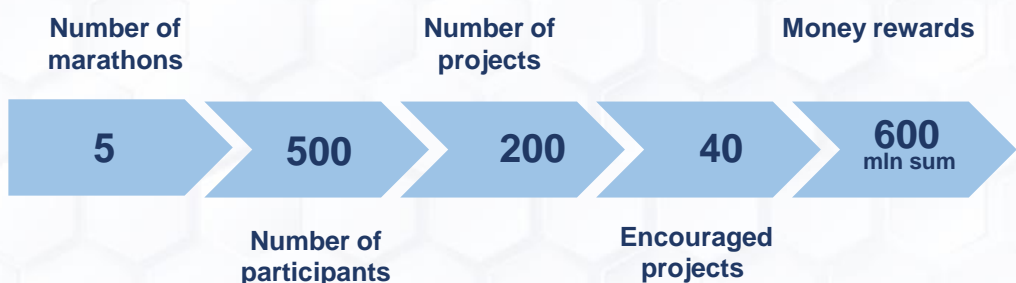 Number of
marathons
Number of
projects
Money rewards
5
500
200
40
600
mln sum
Number of
participants
Encouraged
projects